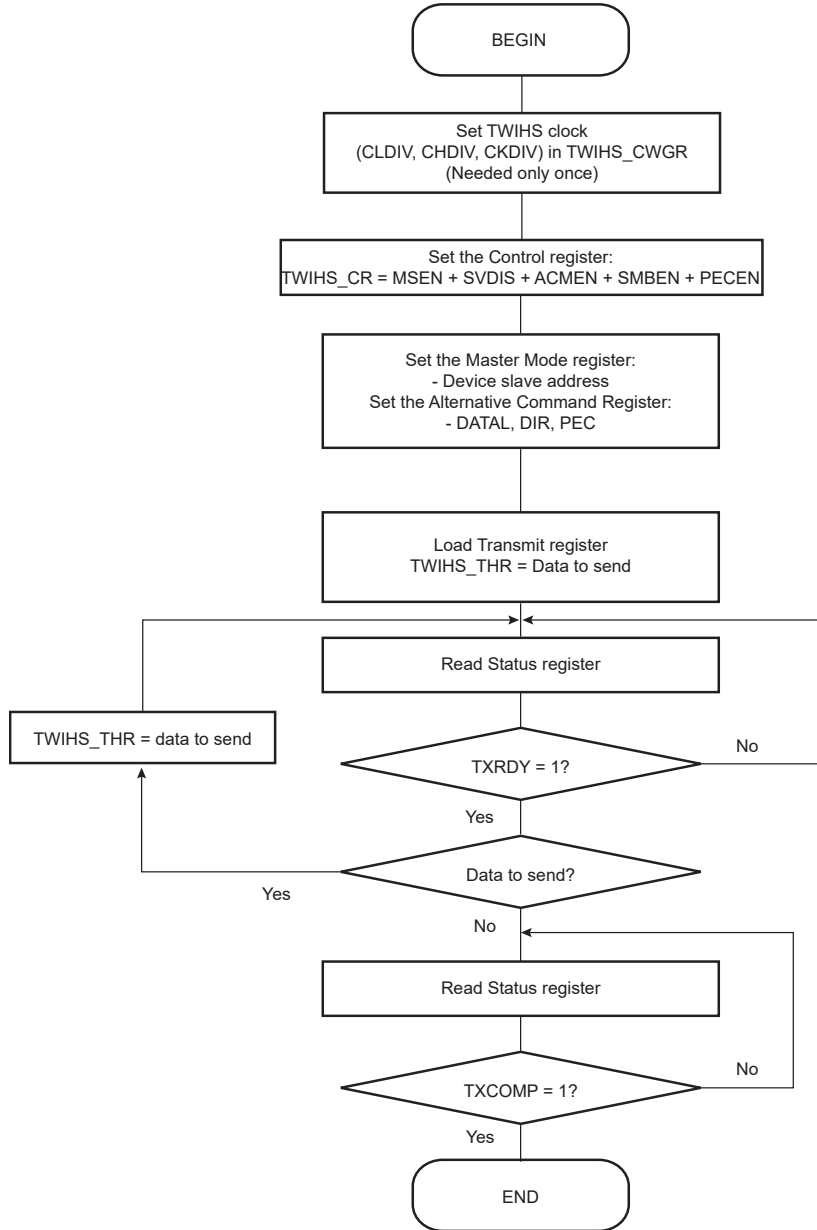 BEGIN
Set TWIHS clock
(CLDIV, CHDIV, CKDIV) in TWIHS_CWGR
(Needed only once)
Set the Control register:
TWIHS_CR = MSEN + SVDIS + ACMEN + SMBEN + PECEN
Set the Master Mode register:
- Device slave address
Set the Alternative Command Register:
- DATAL, DIR, PEC
Load Transmit register
TWIHS_THR = Data to send
Read Status register
TWIHS_THR = data to send
TXRDY = 1?
No
Yes
Data to send?
Yes
No
Read Status register
TXCOMP = 1?
No
Yes
END